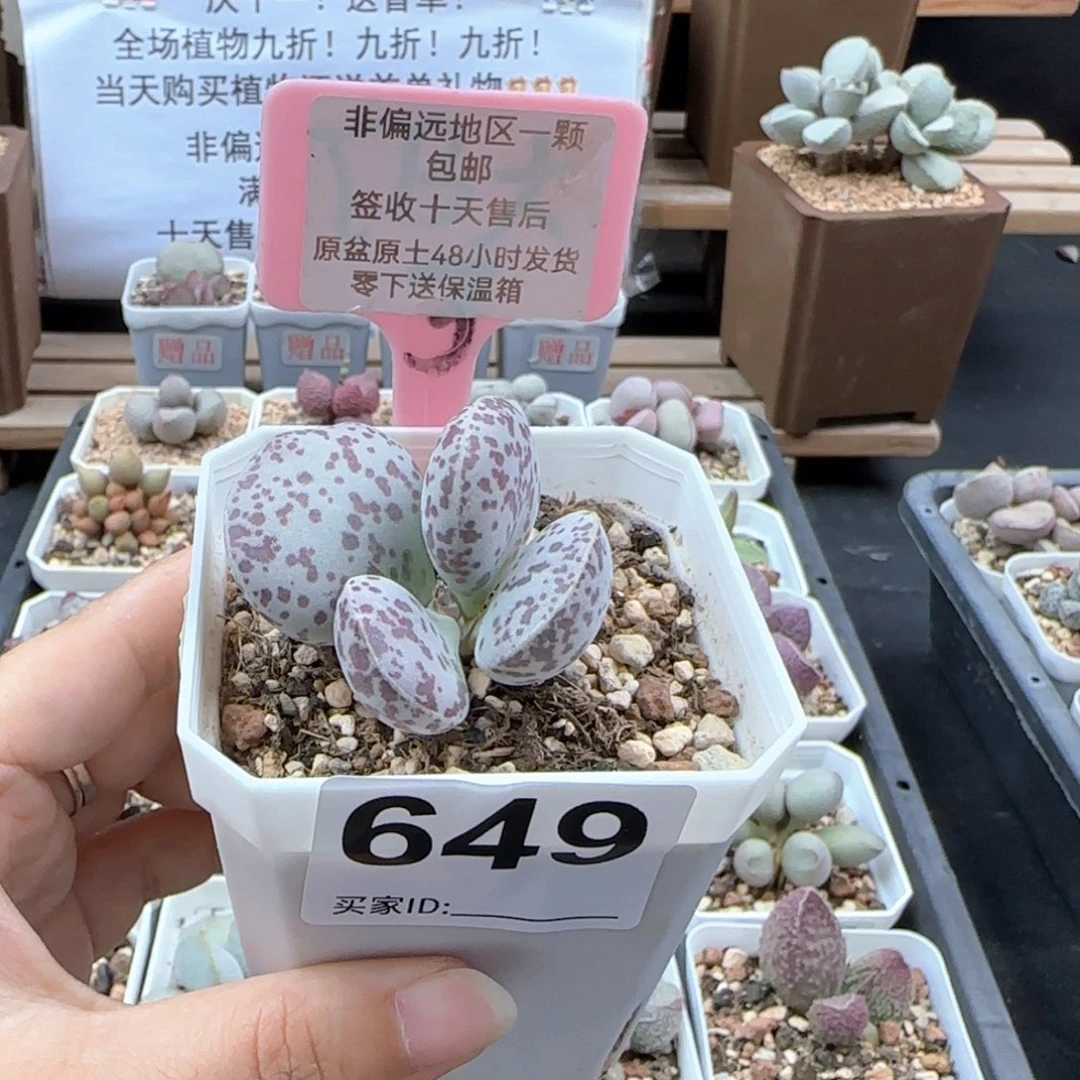 全场植物九折！九折！九折！
当天购买植
非偏
满
十天售
非偏远地区一颗
包邮
签收十天售后
原盆原土48小时发货
零下送保温箱
赠品
赠品
赠品
649
买家ID: